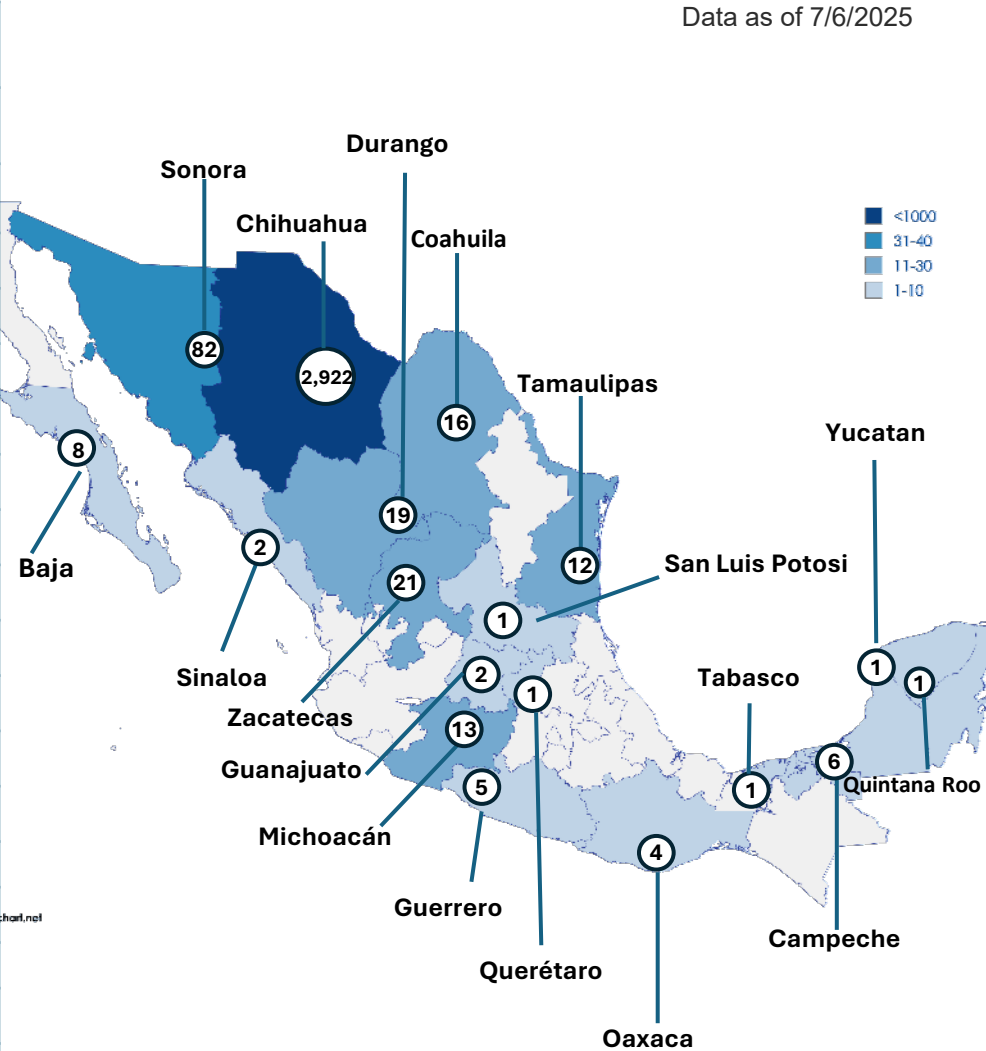 Data as of 7/6/2025
Durango
Sonora
Chihuahua
Coahuila
<1000
31-40
11-30
1-10
82
2,922
Tamaulipas
16
Yucatan
8
19
2
Baja
12
San Luis Potosi
21
1
Sinaloa
2
1
Tabasco
1
1
Zacatecas
13
Guanajuato
6
5
1
Quintana Roo
Michoacán
4
Guerrero
chart.net
Campeche
Querétaro
Oaxaca